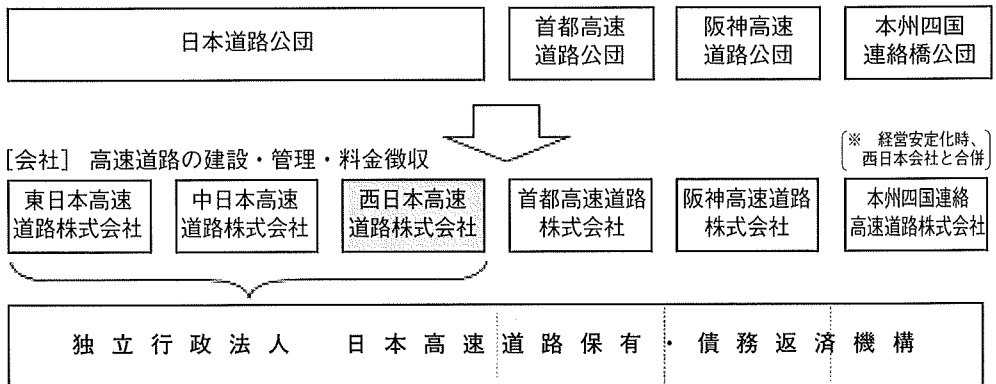 日本道路公団
首都高速
道路公団
阪神高速
道路公団
本州四国
連絡橋公団
※ 経営安定化時、
西日本会社と合併
[会社] 高速道路の建設・管理・料金徴収
東日本高速
道路株式会社
中日本高速
道路株式会社
西日本高速
道路株式会社
首都高速道路
株式会社
阪神高速道路
株式会社
本州四国連絡
高速道路株式会社
独立行政法人 日本高速道路保有・債務返済機構